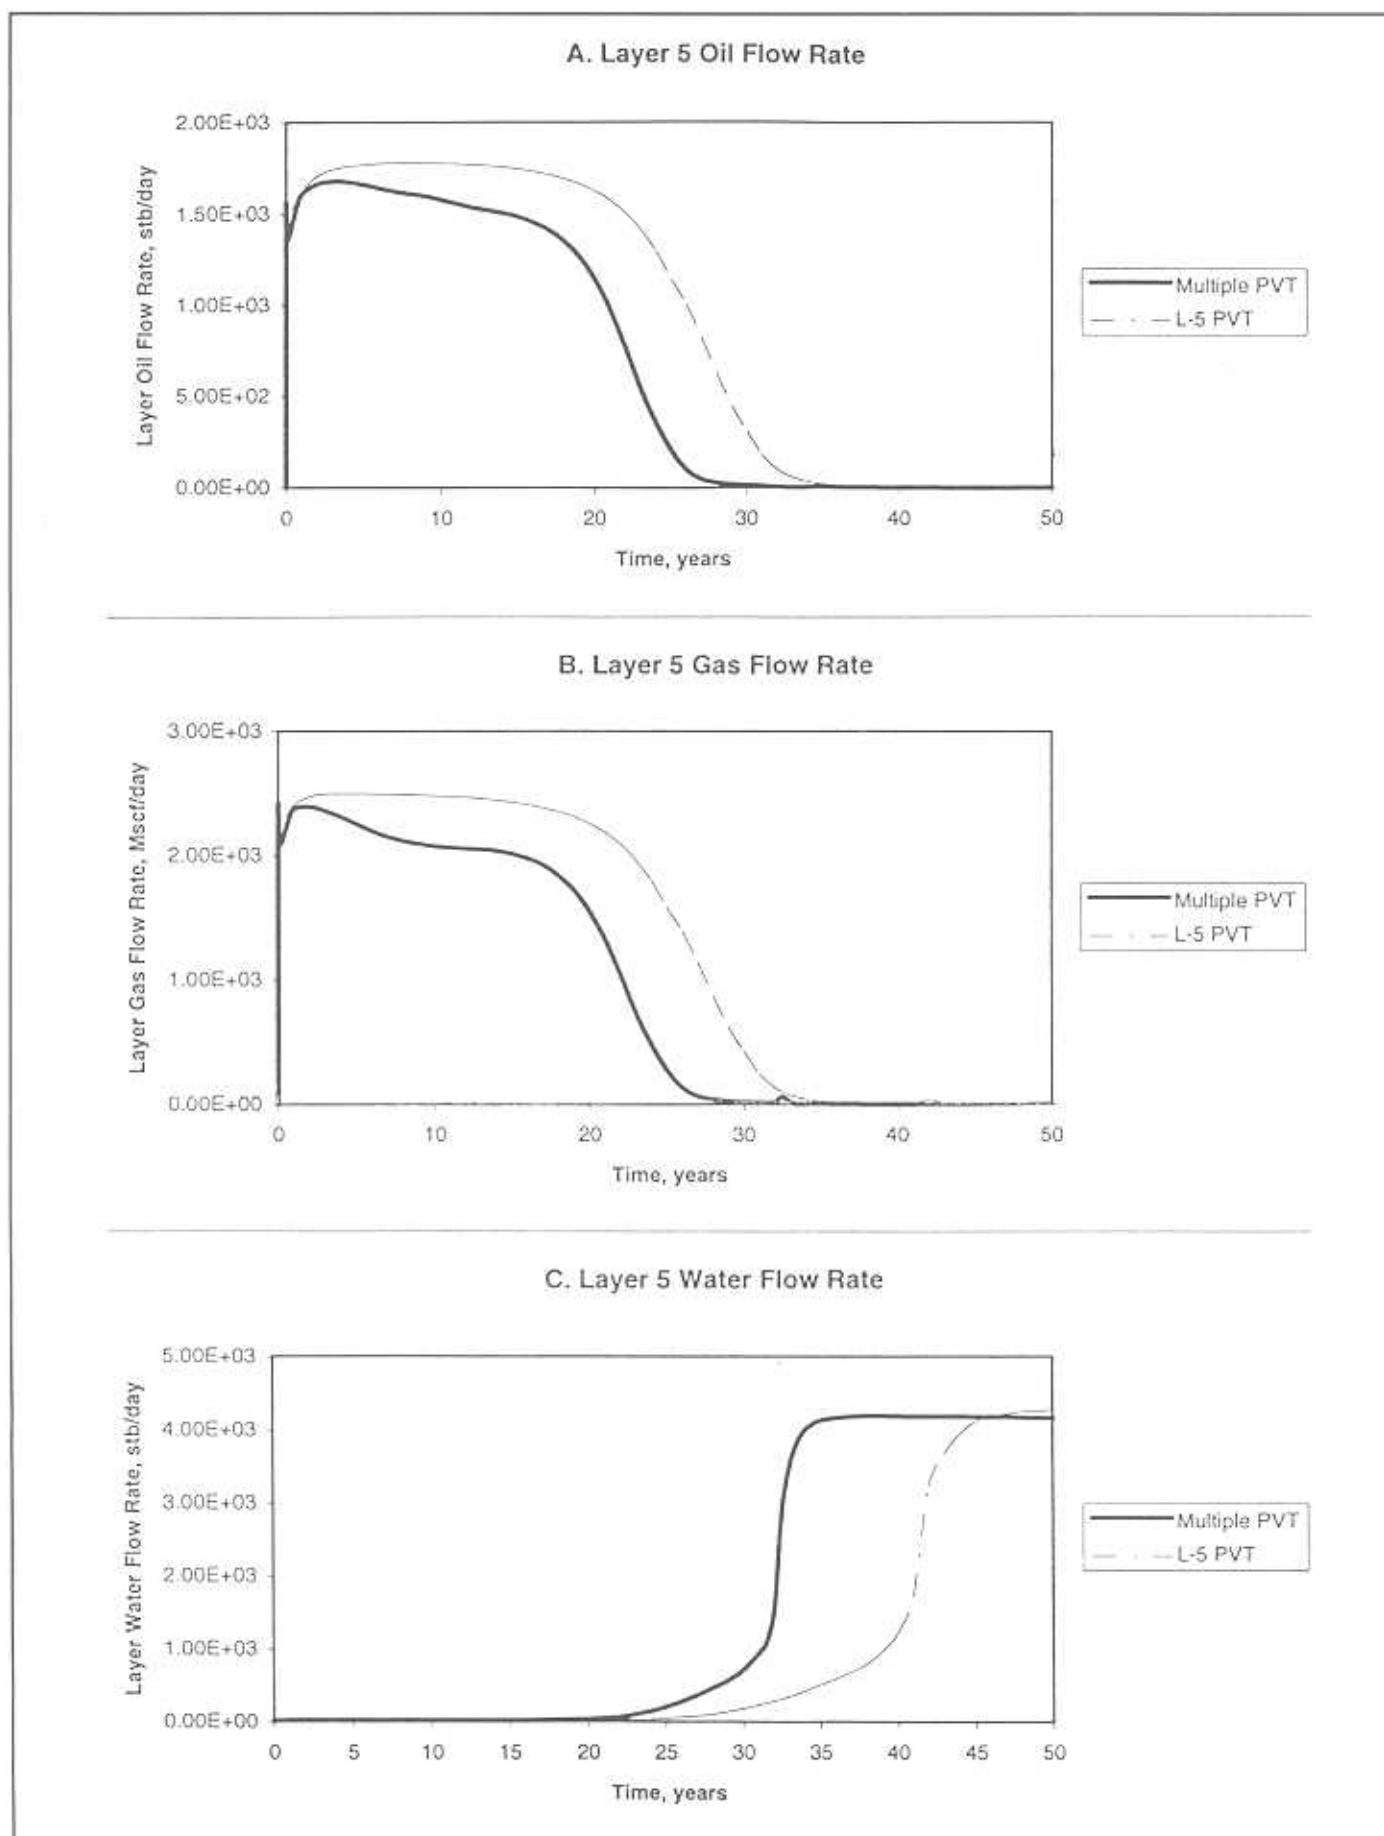 A. Layer 5 Oil Flow Rate
Layer Oil Flow Rate, stb/day
2.00E+03
1.50E+03
1.00E+03
5.00E+02
0.00E+00
0 10 20 30 40 50
Time, years
Multiple PVT
L-5 PVT
B. Layer 5 Gas Flow Rate
Layer Gas Flow Rate, Mscf/day
3.00E+03
2.00E+03
1.00E+03
0.00E+00
0 10 20 30 40 50
Time, years
Multiple PVT
L-5 PVT
C. Layer 5 Water Flow Rate
Layer Water Flow Rate, stb/day
5.00E+03
4.00E+03
3.00E+03
2.00E+03
1.00E+03
0.00E+00
0 5 10 15 20 25 30 35 40 45 50
Time, years
Multiple PVT
L-5 PVT